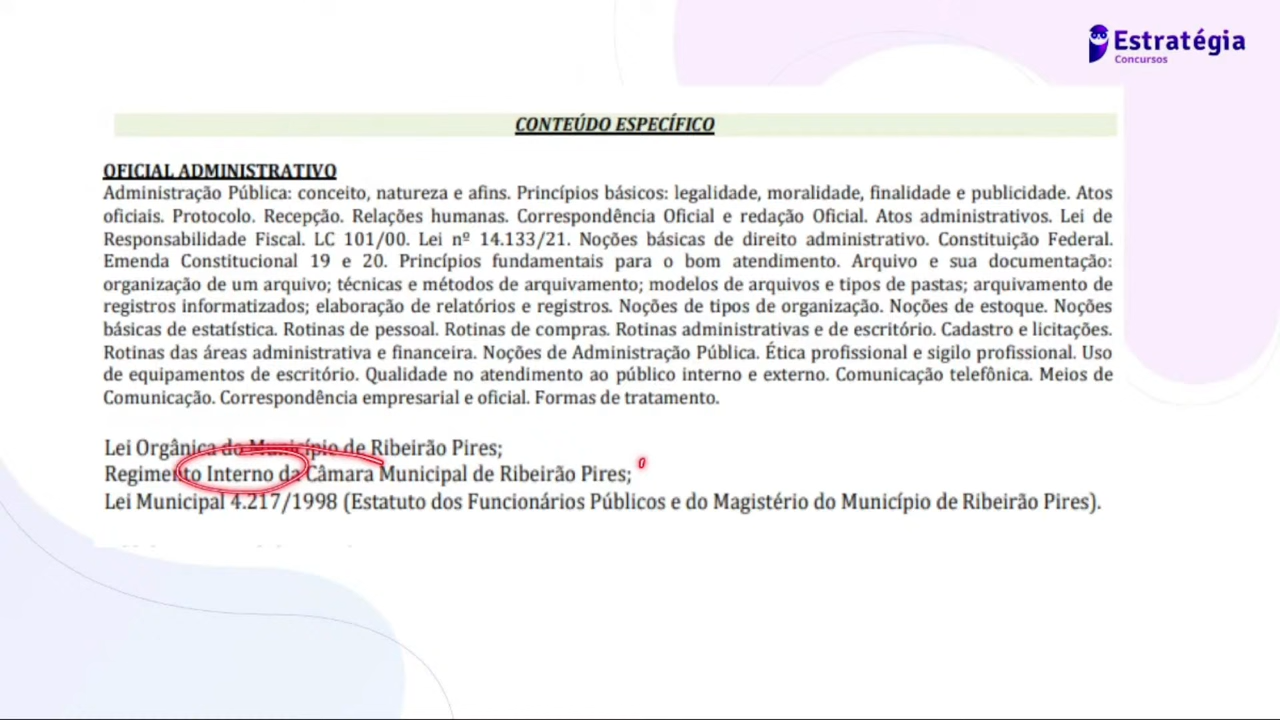 Estratégia
Concursos
CONTEÚDO ESPECÍFICO
OFICIAL ADMINISTRATIVO
Administração Pública: conceito, natureza e afins. Princípios básicos: legalidade, moralidade, finalidade e publicidade. Atos
oficiais. Protocolo. Recepção. Relações humanas. Correspondência Oficial e redação Oficial. Atos administrativos. Lei de
Responsabilidade Fiscal. LC 101/00. Lei nº 14.133/21. Noções básicas de direito administrativo. Constituição Federal.
Emenda Constitucional 19 e 20. Princípios fundamentais para o bom atendimento. Arquivo e sua documentação:
organização de um arquivo; técnicas e métodos de arquivamento; modelos de arquivos e tipos de pastas; arquivamento de
registros informatizados; elaboração de relatórios e registros. Noções de tipos de organização. Noções de estoque. Noções
básicas de estatística. Rotinas de pessoal. Rotinas de compras. Rotinas administrativas e de escritório. Cadastro e licitações.
Rotinas das áreas administrativa e financeira. Noções de Administração Pública. Ética profissional e sigilo profissional. Uso
de equipamentos de escritório. Qualidade no atendimento ao público interno e externo. Comunicação telefônica. Meios de
Comunicação. Correspondência empresarial e oficial. Formas de tratamento.
Lei Orgânica do Município de Ribeirão Pires;
Regimento Interno da Câmara Municipal de Ribeirão Pires;
Lei Municipal 4.217/1998 (Estatuto dos Funcionários Públicos e do Magistério do Município de Ribeirão Pires).